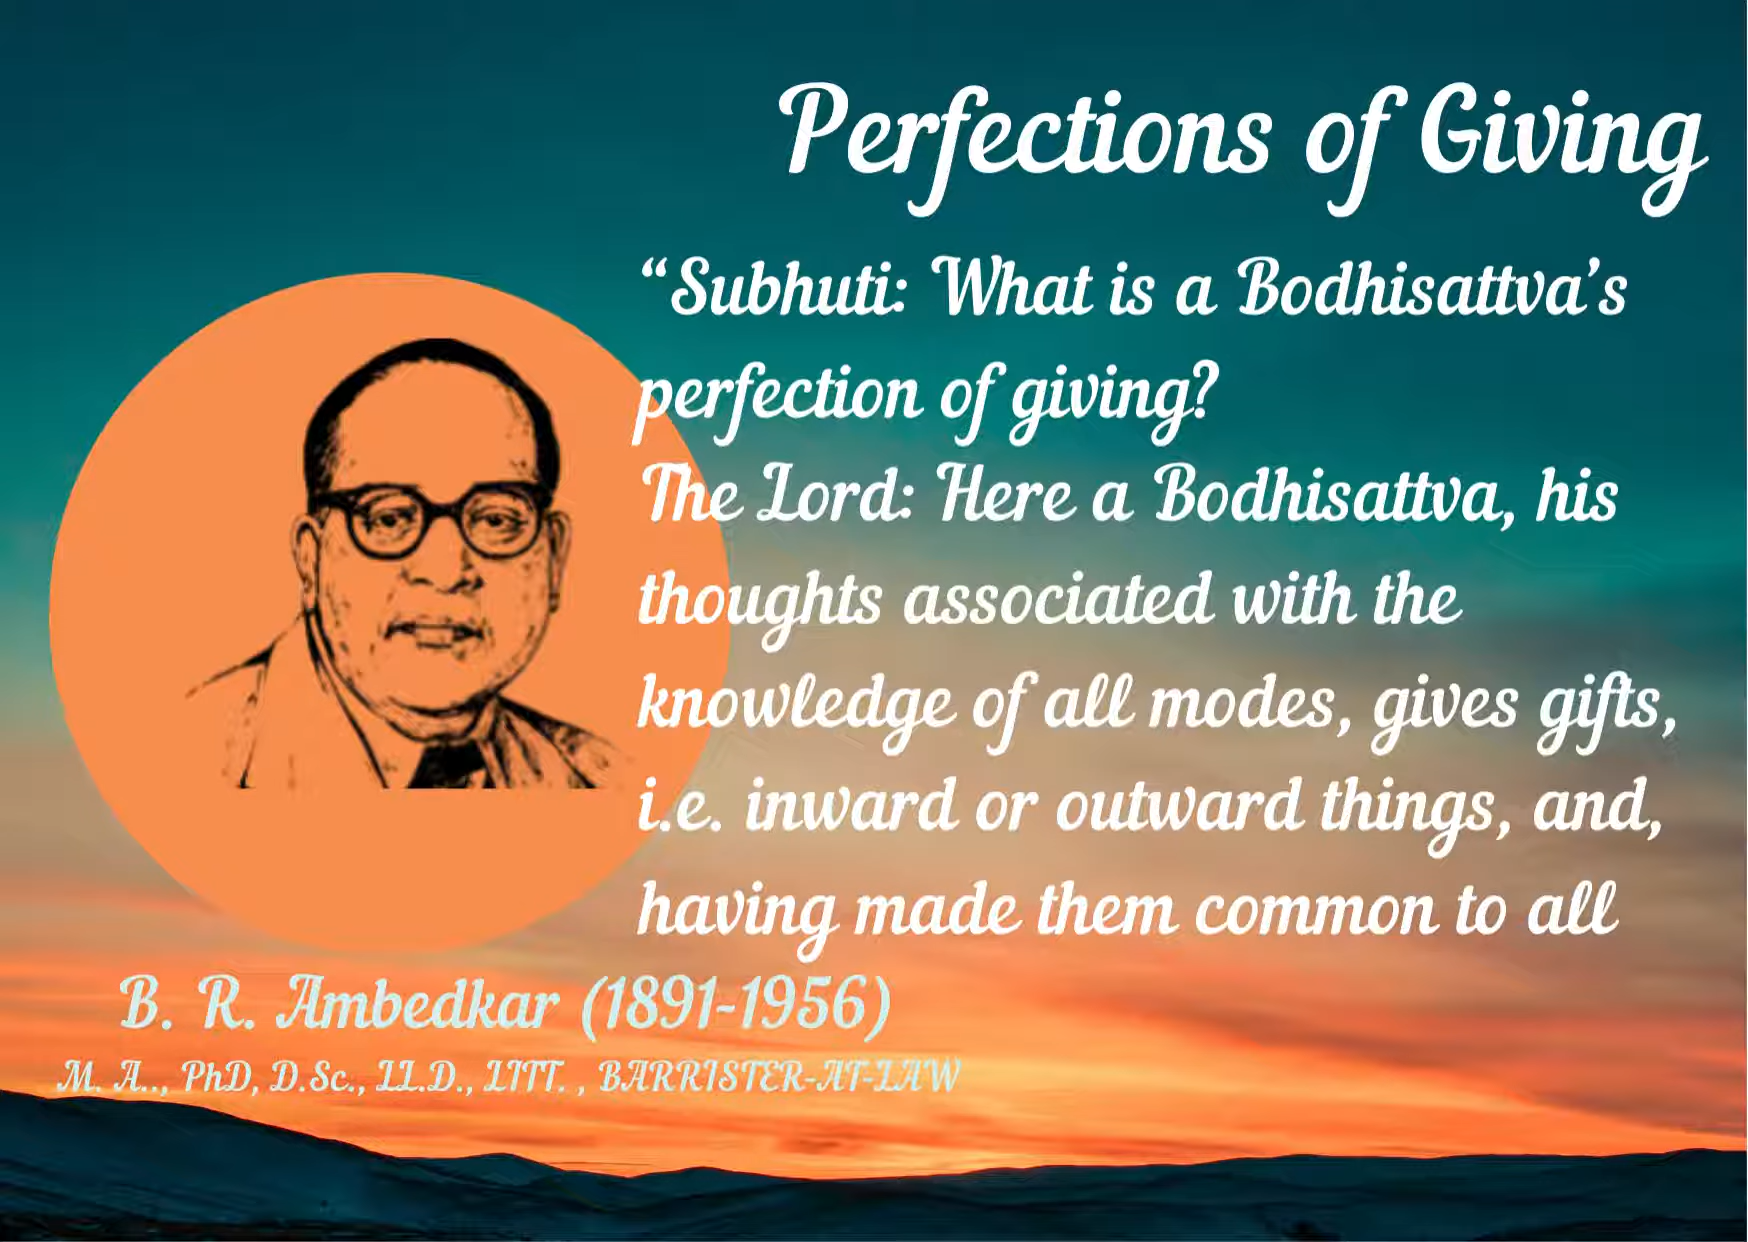 Perfections of Giving
“Subhuti: What is a Bodhisattva’s
perfection of giving?
The Lord: Here a Bodhisattva, his
thoughts associated with the
knowledge of all modes, gives gifts,
i.e. inward or outward things, and,
having made them common to all
B. R. Ambedkar (1891-1956)
M. A.., PhD, D.Sc., LL.D., LITT. , BARRISTER-AT-LAW